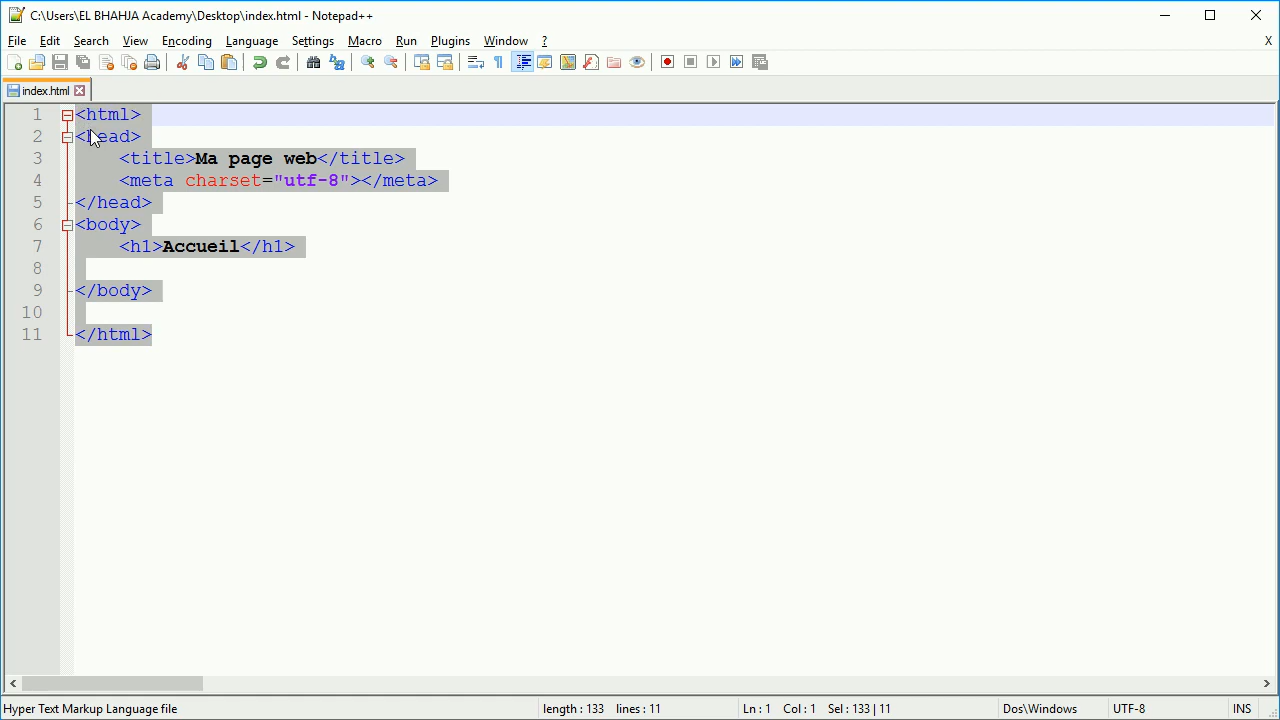 C:\Users\EL BHAHJA Academy\Desktop\index.html - Notepad++
File Edit Search View Encoding Language Settings Macro Run Plugins Window ? X
index.html
1 <html>
2 <head>
3 <title>Ma page web</title>
4 <meta charset="utf-8"></meta>
5 </head>
6 <body>
7 <h1>Accueil</h1>
8
9 </body>
10
11 </html>
Hyper Text Markup Language file length : 133 lines : 11 Ln : 1 Col : 1 Sel : 133 | 11 Dos\Windows UTF-8 INS